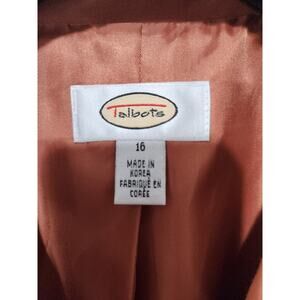 Talbots
16
MADE IN
KOREA
FABRIQUÉ EN
CORÉE